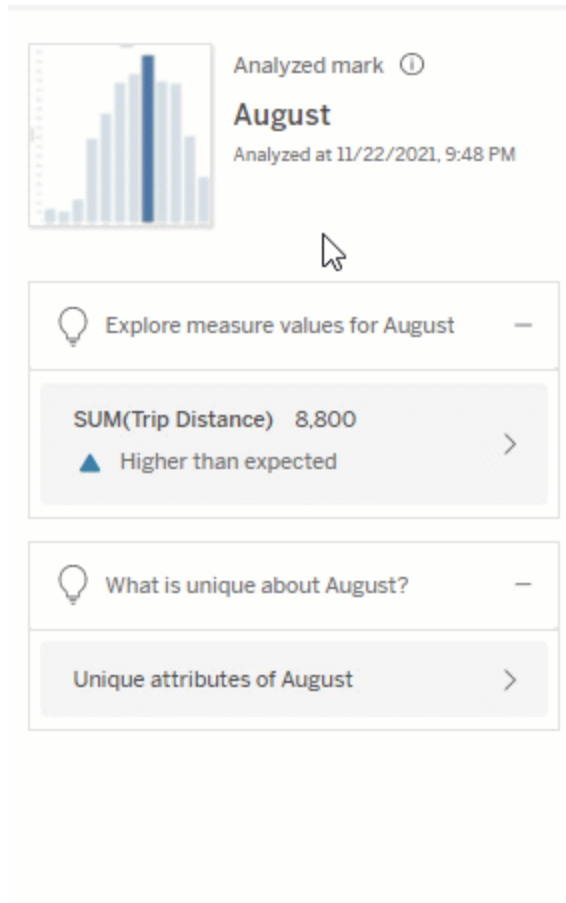 Analyzed mark
August
Analyzed at 11/22/2021, 9:48 PM
Explore measure values for August
SUM(Trip Distance) 8,800
Higher than expected
What is unique about August?
Unique attributes of August